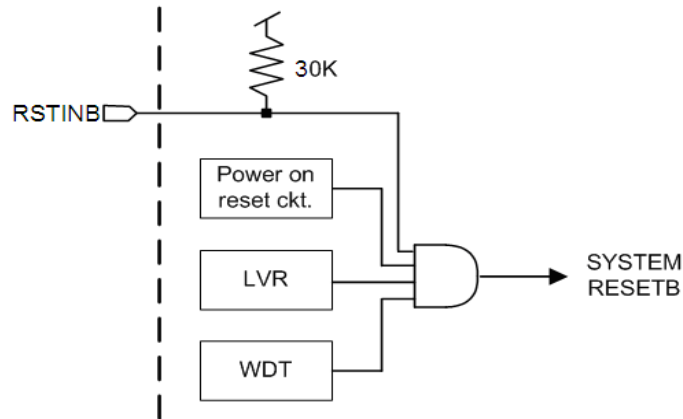 30K
RSTINB
Power on
reset ckt.
LVR
WDT
SYSTEM
RESETB